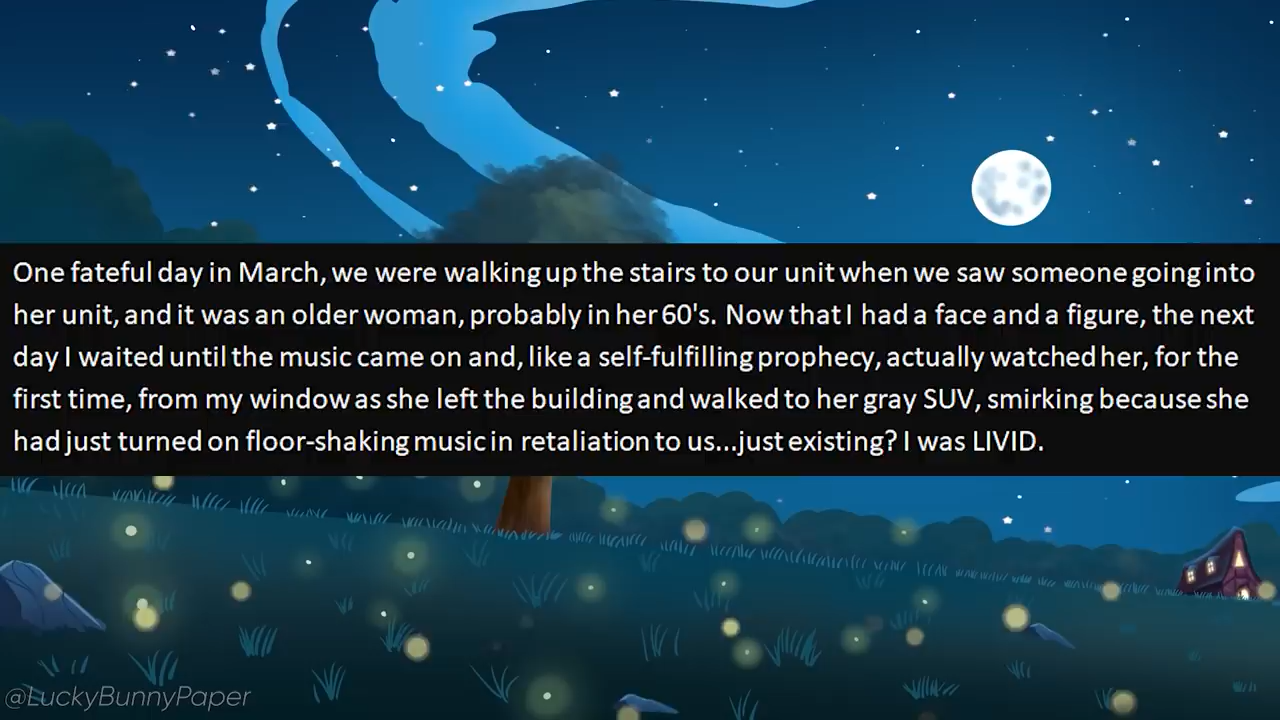 One fateful day in March, we were walking up the stairs to our unit when we saw someone going into
her unit, and it was an older woman, probably in her 60's. Now that I had a face and a figure, the next
day I waited until the music came on and, like a self-fulfilling prophecy, actually watched her, for the
first time, from my window as she left the building and walked to her gray SUV, smirking because she
had just turned on floor-shaking music in retaliation to us...just existing? I was LIVID.
@LuckyBunnyPaper